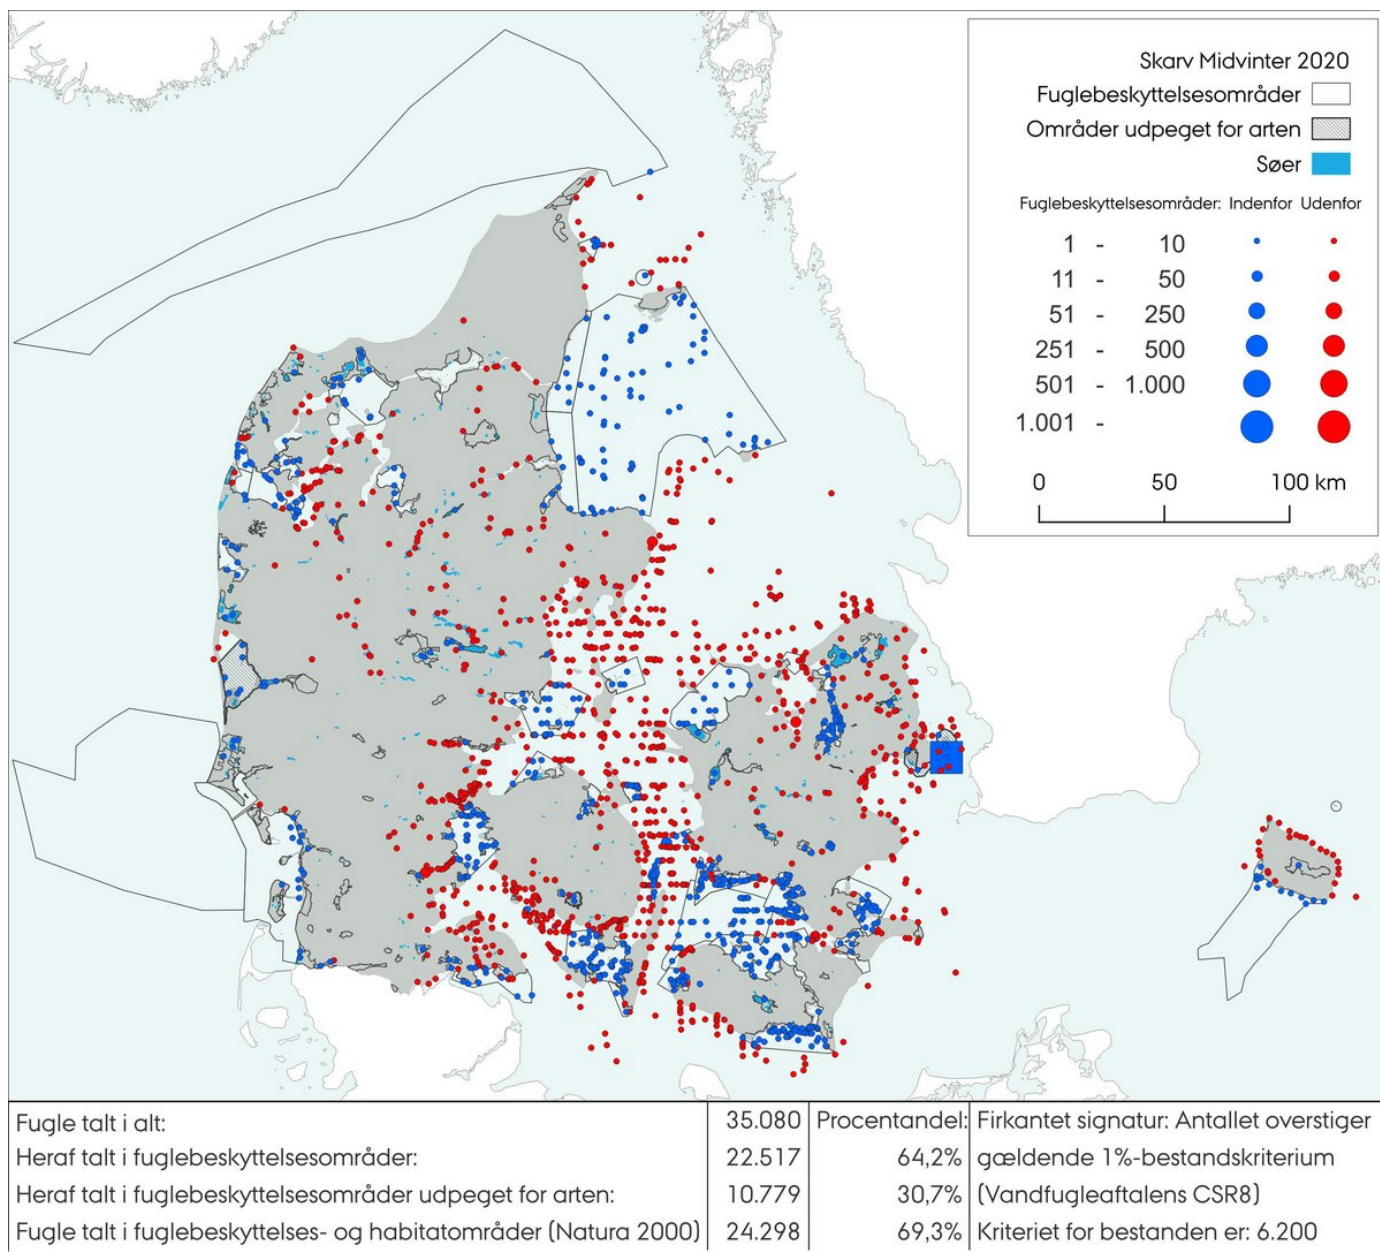 Skarv Midvinter 2020
Fuglebeskyttelsesområder
Områder udpeget for arten
Søer
Fuglebeskyttelsesområder: Indenfor Udenfor
1 - 10
11 - 50
51 - 250
251 - 500
501 - 1.000
1.001 -
0 50 100 km
Fugle talt i alt: 35.080 Procentandel: Firkantet signatur: Antallet overstiger
Heraf talt i fuglebeskyttelsesområder: 22.517 64,2% gældende 1%-bestandskriterium
Heraf talt i fuglebeskyttelsesområder udpeget for arten: 10.779 30,7% (Vandfugleaftalens CSR8)
Fugle talt i fuglebeskyttelses- og habitatområder (Natura 2000) 24.298 69,3% Kriteriet for bestanden er: 6.200